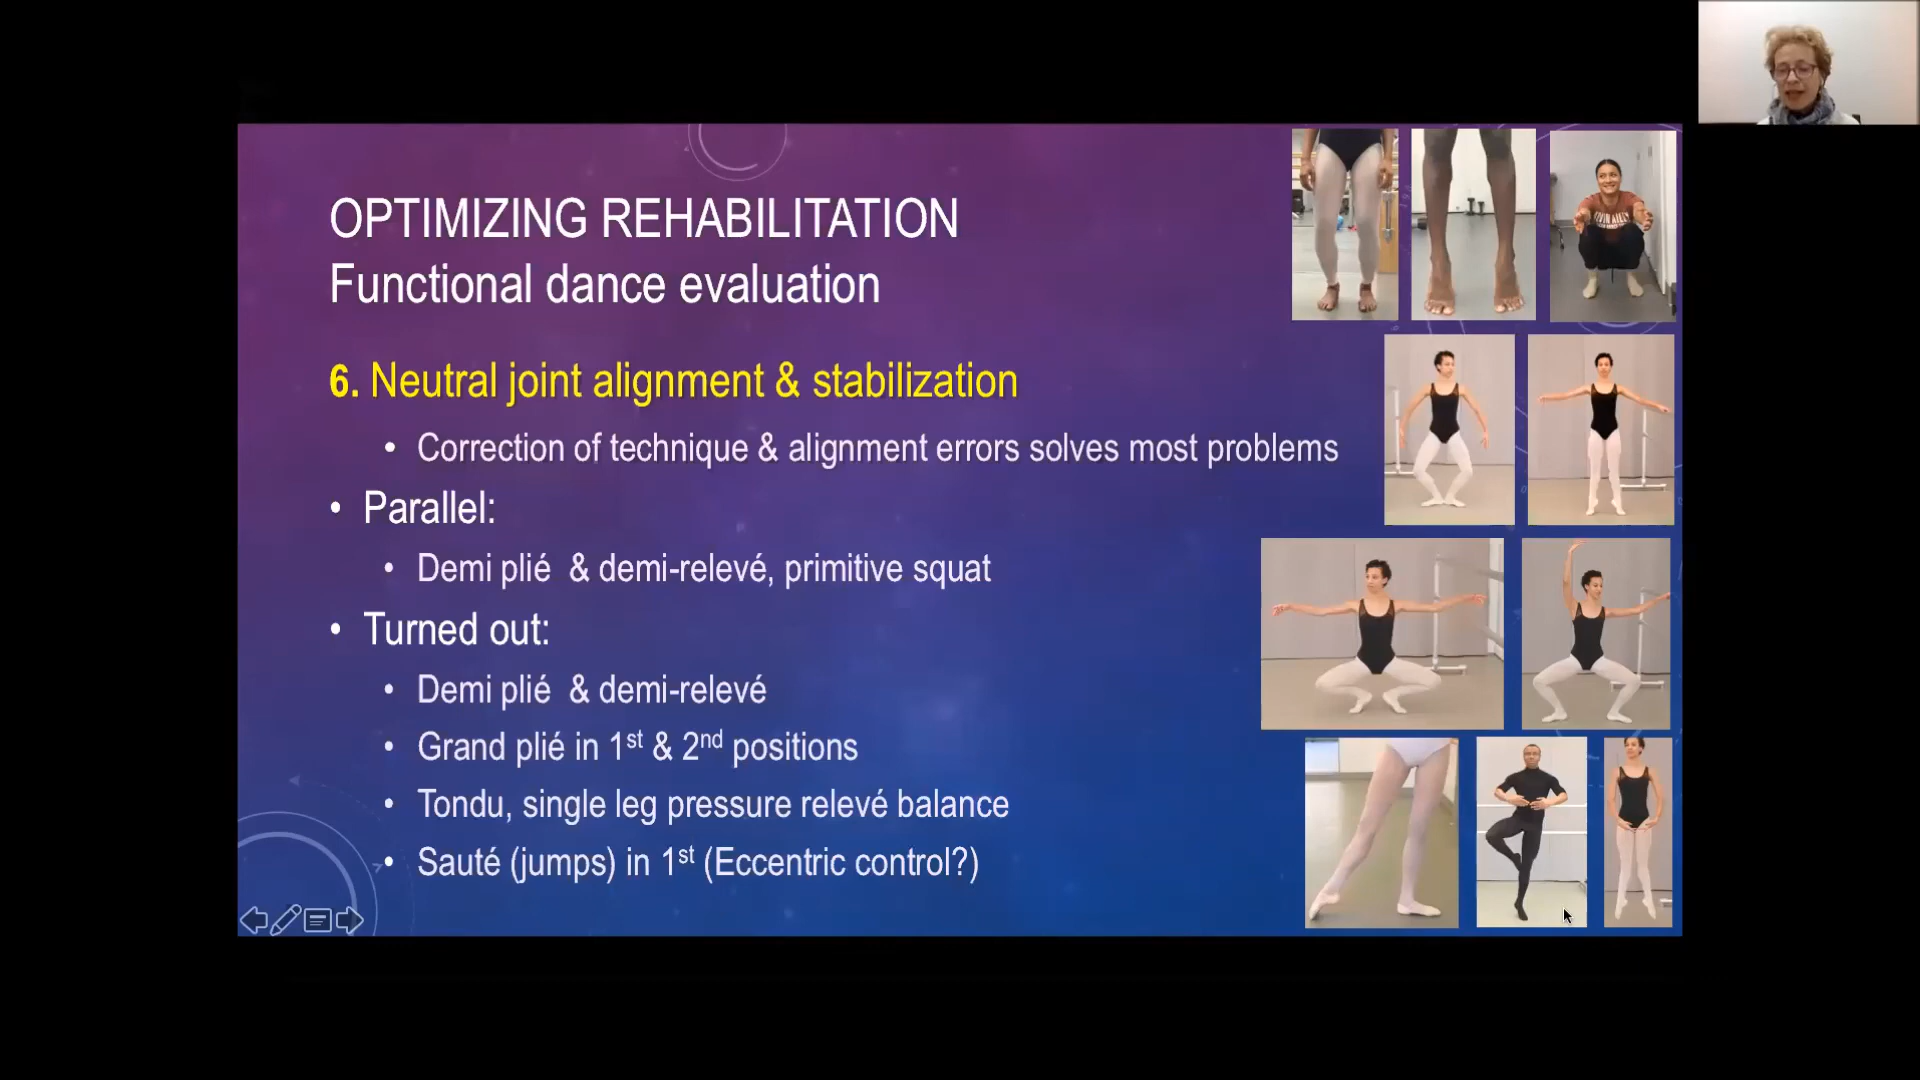 OPTIMIZING REHABILITATION
Functional dance evaluation
6. Neutral joint alignment & stabilization
• Correction of technique & alignment errors solves most problems
• Parallel:
• Demi plié & demi-relevé, primitive squat
• Turned out:
• Demi plié & demi-relevé
• Grand plié in 1st & 2nd positions
• Tondu, single leg pressure relevé balance
• Sauté (jumps) in 1st (Eccentric control?)